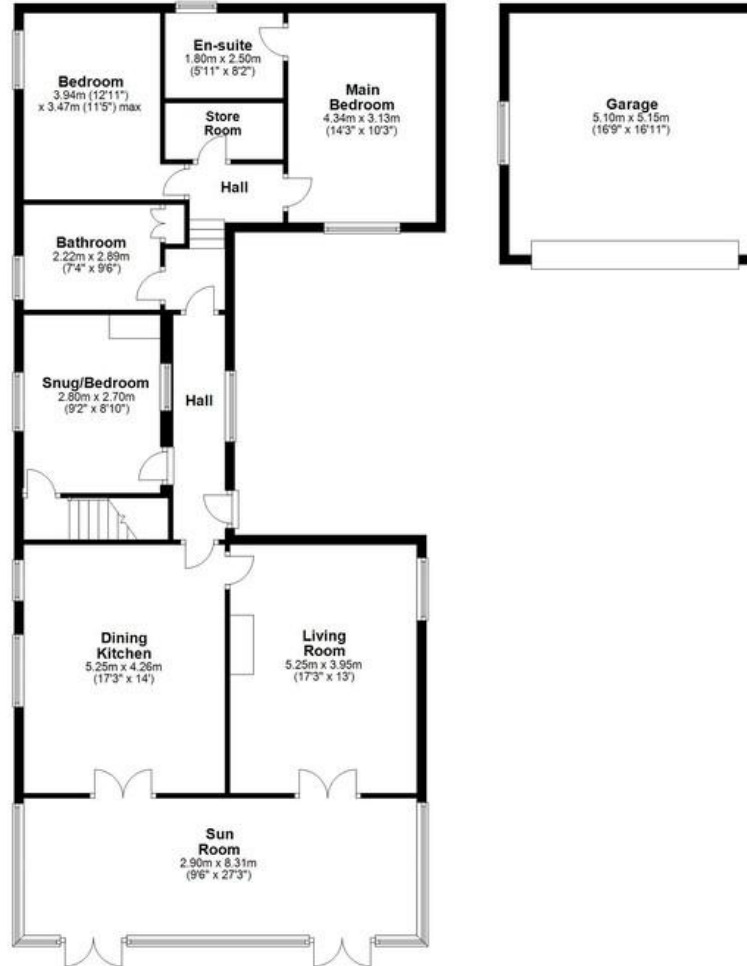 En-suite
1.80m x 2.50m
(5'11" x 8'2")
Bedroom
3.94m (12'11")
x 3.47m (11'5") max
Main
Bedroom
4.34m x 3.13m
(14'3" x 10'3")
Garage
5.10m x 5.15m
(16'9" x 16'11")
Store
Room
Hall
Bathroom
2.22m x 2.89m
(7'4" x 9'6")
Snug/Bedroom
2.80m x 2.70m
(9'2" x 8'10")
Hall
Dining
Kitchen
5.25m x 4.26m
(17'3" x 14')
Living
Room
5.25m x 3.95m
(17'3" x 13')
Sun
Room
2.90m x 8.31m
(9'6" x 27'3")